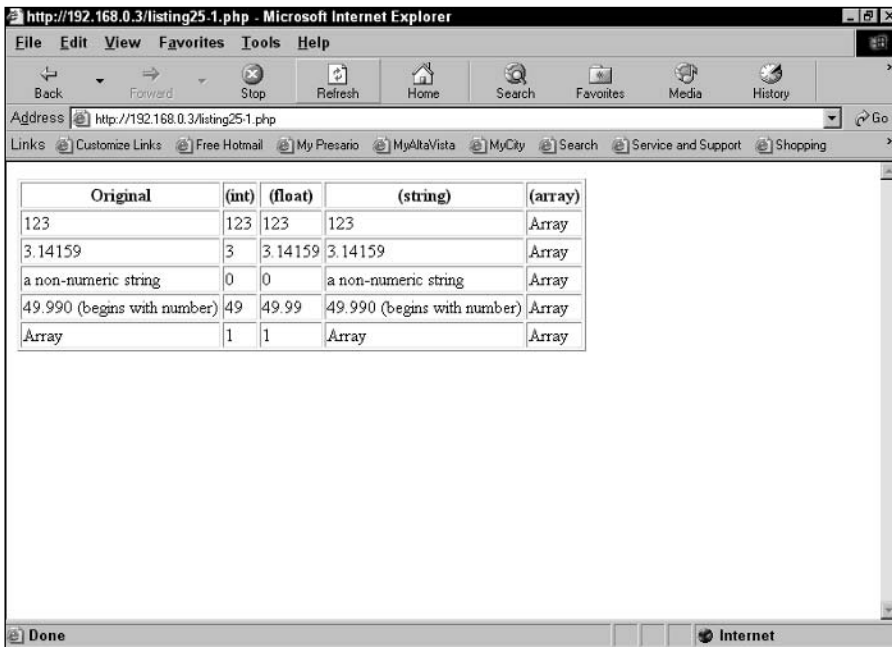 http://192.168.0.3/listing25-1.php - Microsoft Internet Explorer
File Edit View Favorites Tools Help
Back Forward Stop Refresh Home Search Favorites Media History
Address http://192.168.0.3/listing25-1.php Go
Links Customize Links Free Hotmail My Presario MyAltaVista MyCity Search Service and Support Shopping
Original (int) (float) (string) (array)
123 123 123 123 Array
3.14159 3 3.14159 3.14159 Array
a non-numeric string 0 0 a non-numeric string Array
49.990 (begins with number) 49 49.99 49.990 (begins with number) Array
Array 1 1 Array Array
Done Internet